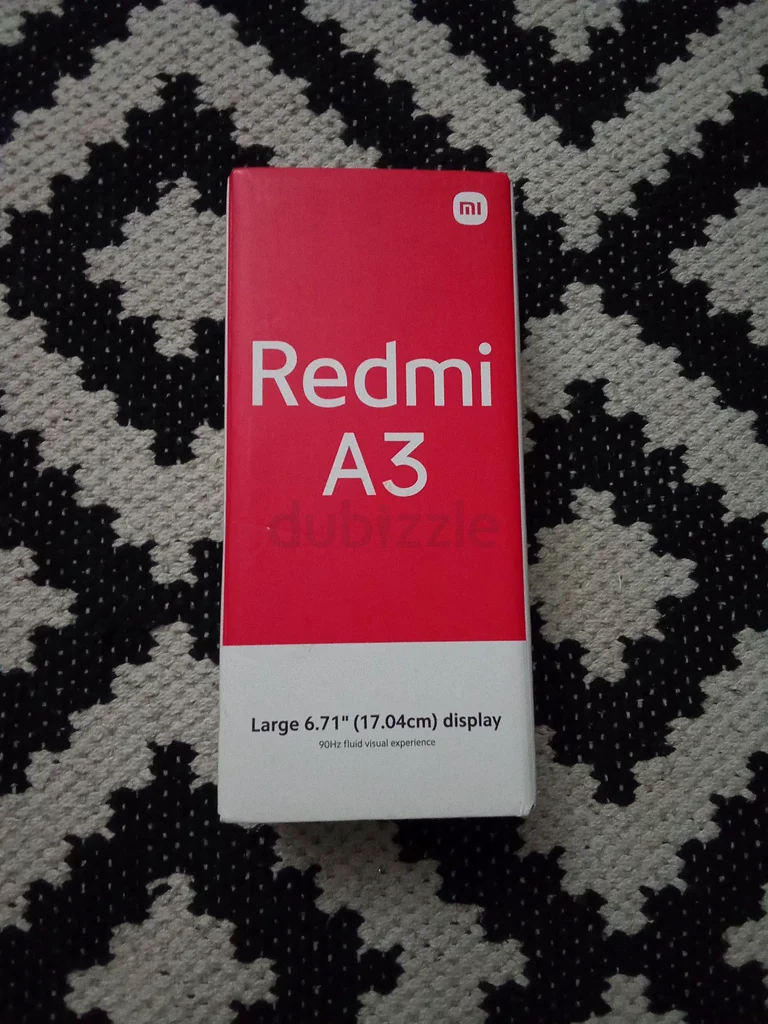 mi
Redmi
A3
dubizzle
Large 6.71" (17.04cm) display
90Hz fluid visual experience